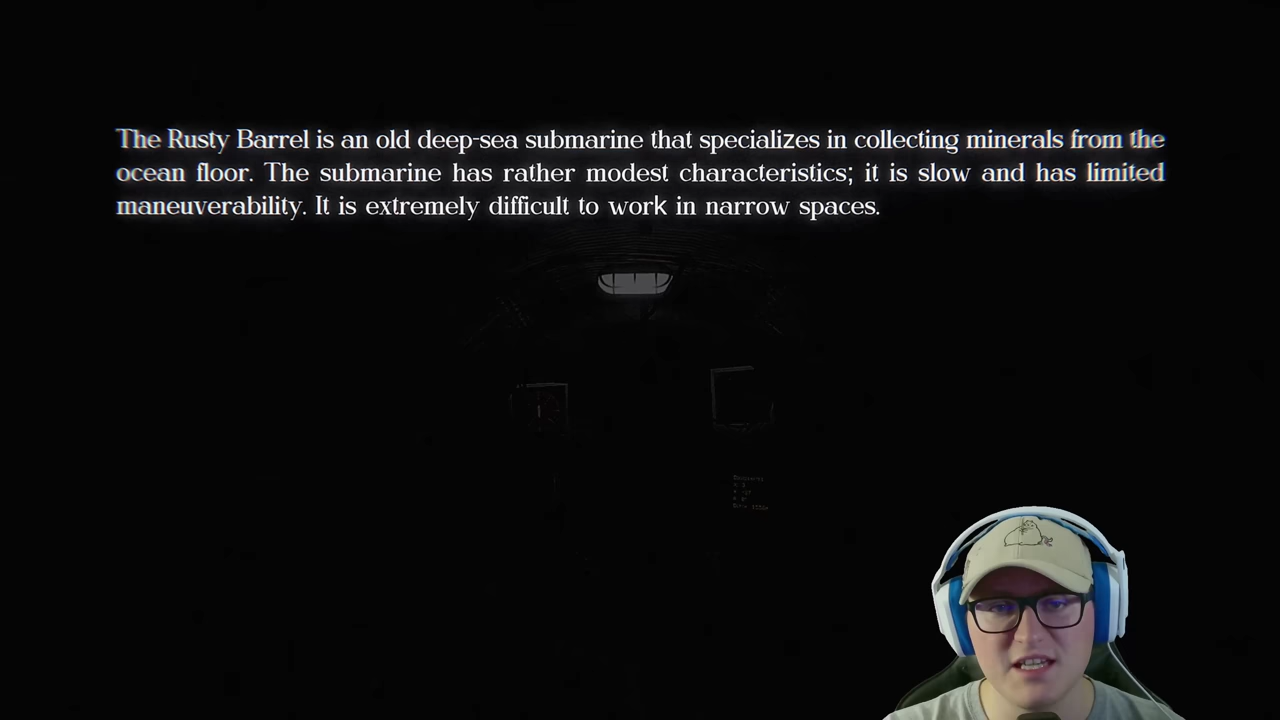 The Rusty Barrel is an old deep-sea submarine that specializes in collecting minerals from the
ocean floor. The submarine has rather modest characteristics; it is slow and has limited
maneuverability. It is extremely difficult to work in narrow spaces.